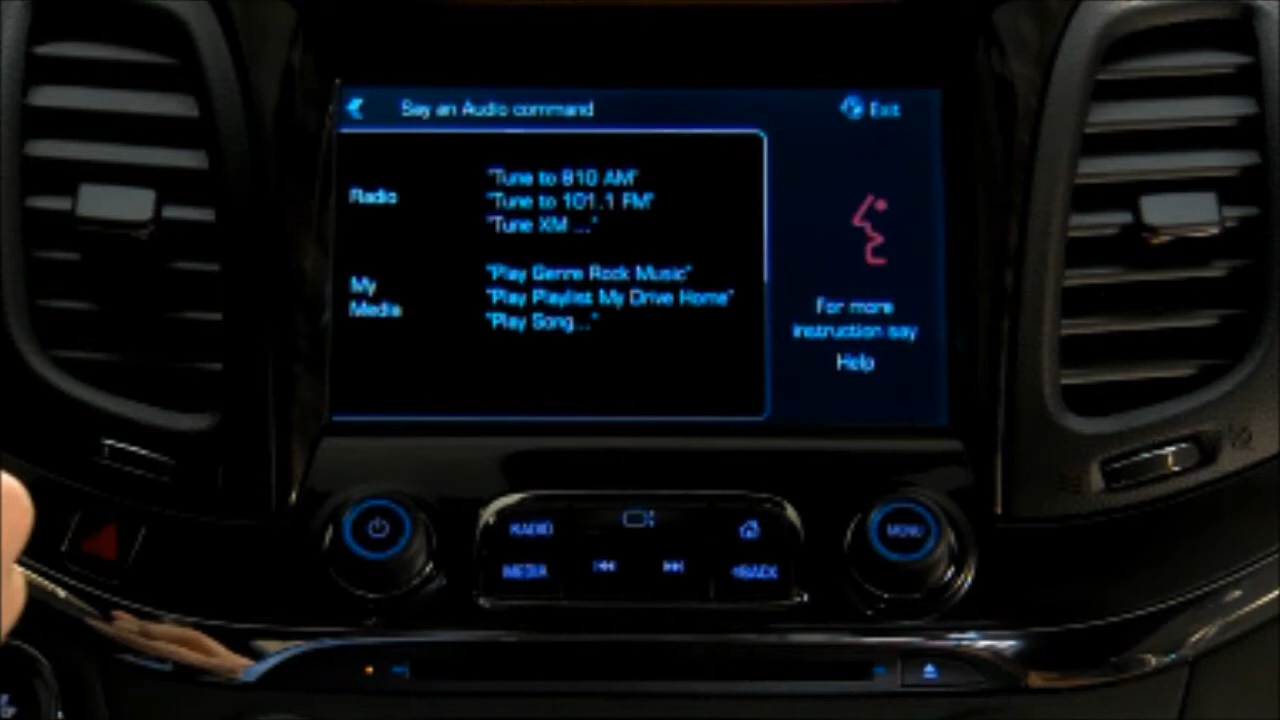 Say an Audio command
Exit
Radio
"Tune to 810 AM"
"Tune to 101.1 FM"
"Tune XM ..."
My
Media
"Play Genre Rock Music"
"Play Playlist My Drive Home"
"Play Song..."
For more
instruction say
Help
RADIO
MENU
MEDIA
BACK